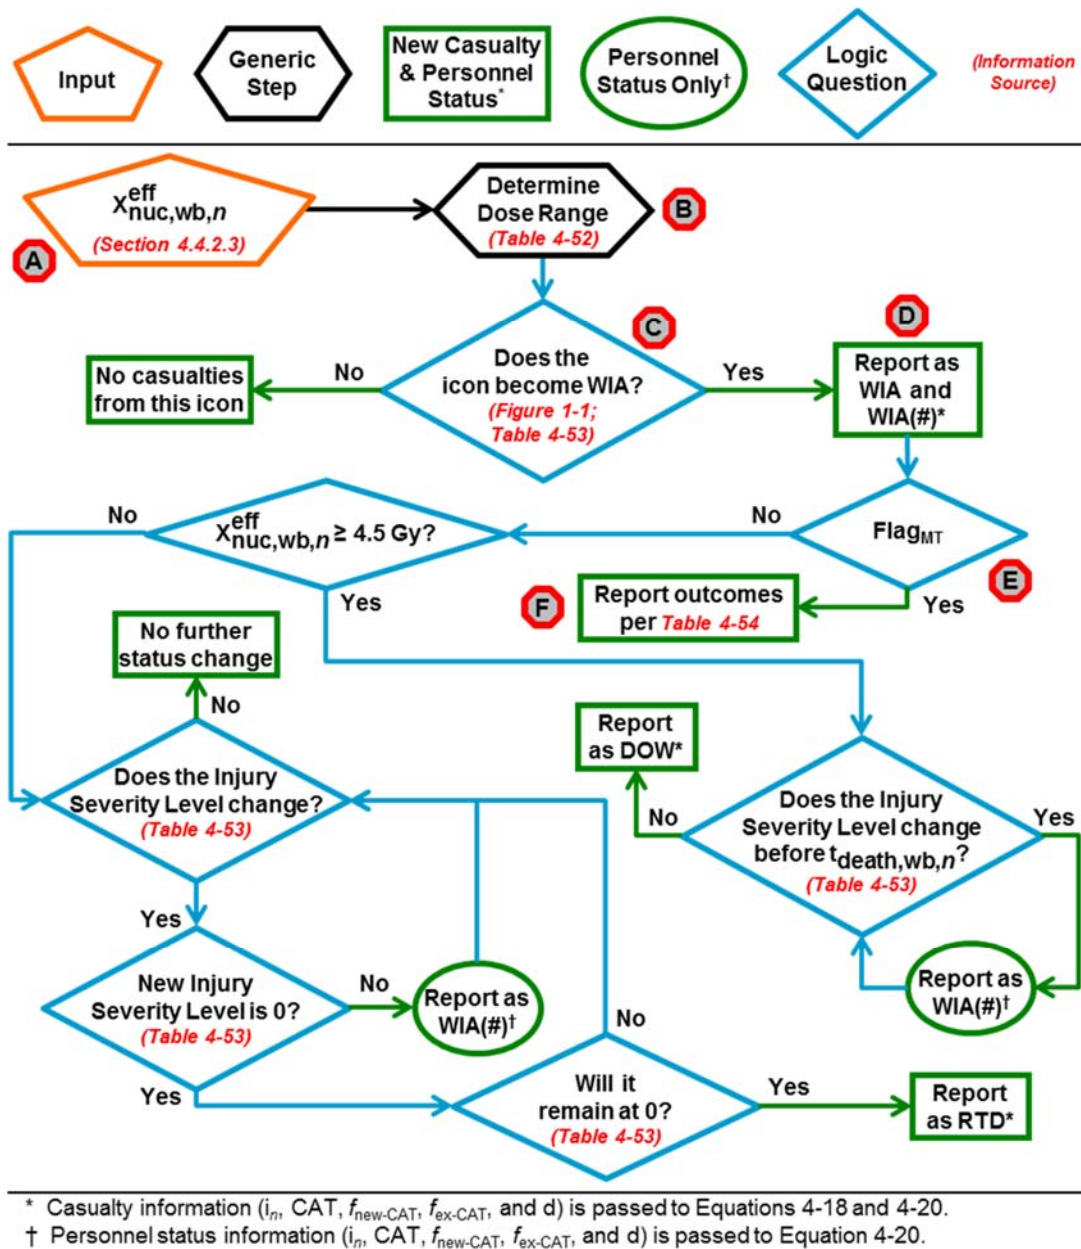 Input
Generic
Step
New Casualty
& Personnel
Status*
Personnel
Status Only†
Logic
Question
(Information
Source)
X^eff_nuc,wb,n
(Section 4.4.2.3)
A
Determine
Dose Range
(Table 4-52)
B
C
D
Does the
icon become WIA?
(Figure 1-1;
Table 4-53)
No
Yes
No casualties
from this icon
Report as
WIA and
WIA(#)*
No
X^eff_nuc,wb,n ≥ 4.5 Gy?
No
Flag_MT
E
Yes
Yes
F
Report outcomes
per Table 4-54
No further
status change
No
Report
as DOW*
Does the Injury
Severity Level change?
(Table 4-53)
No
Does the Injury
Severity Level change
before t_death,wb,n?
(Table 4-53)
Yes
Yes
New Injury
Severity Level is 0?
(Table 4-53)
No
Report as
WIA(#)†
Report as
WIA(#)†
No
Yes
Will it
remain at 0?
(Table 4-53)
Yes
Report
as RTD*
* Casualty information (i_n, CAT, f_new-CAT, f_ex-CAT, and d) is passed to Equations 4-18 and 4-20.
† Personnel status information (i_n, CAT, f_new-CAT, f_ex-CAT, and d) is passed to Equation 4-20.